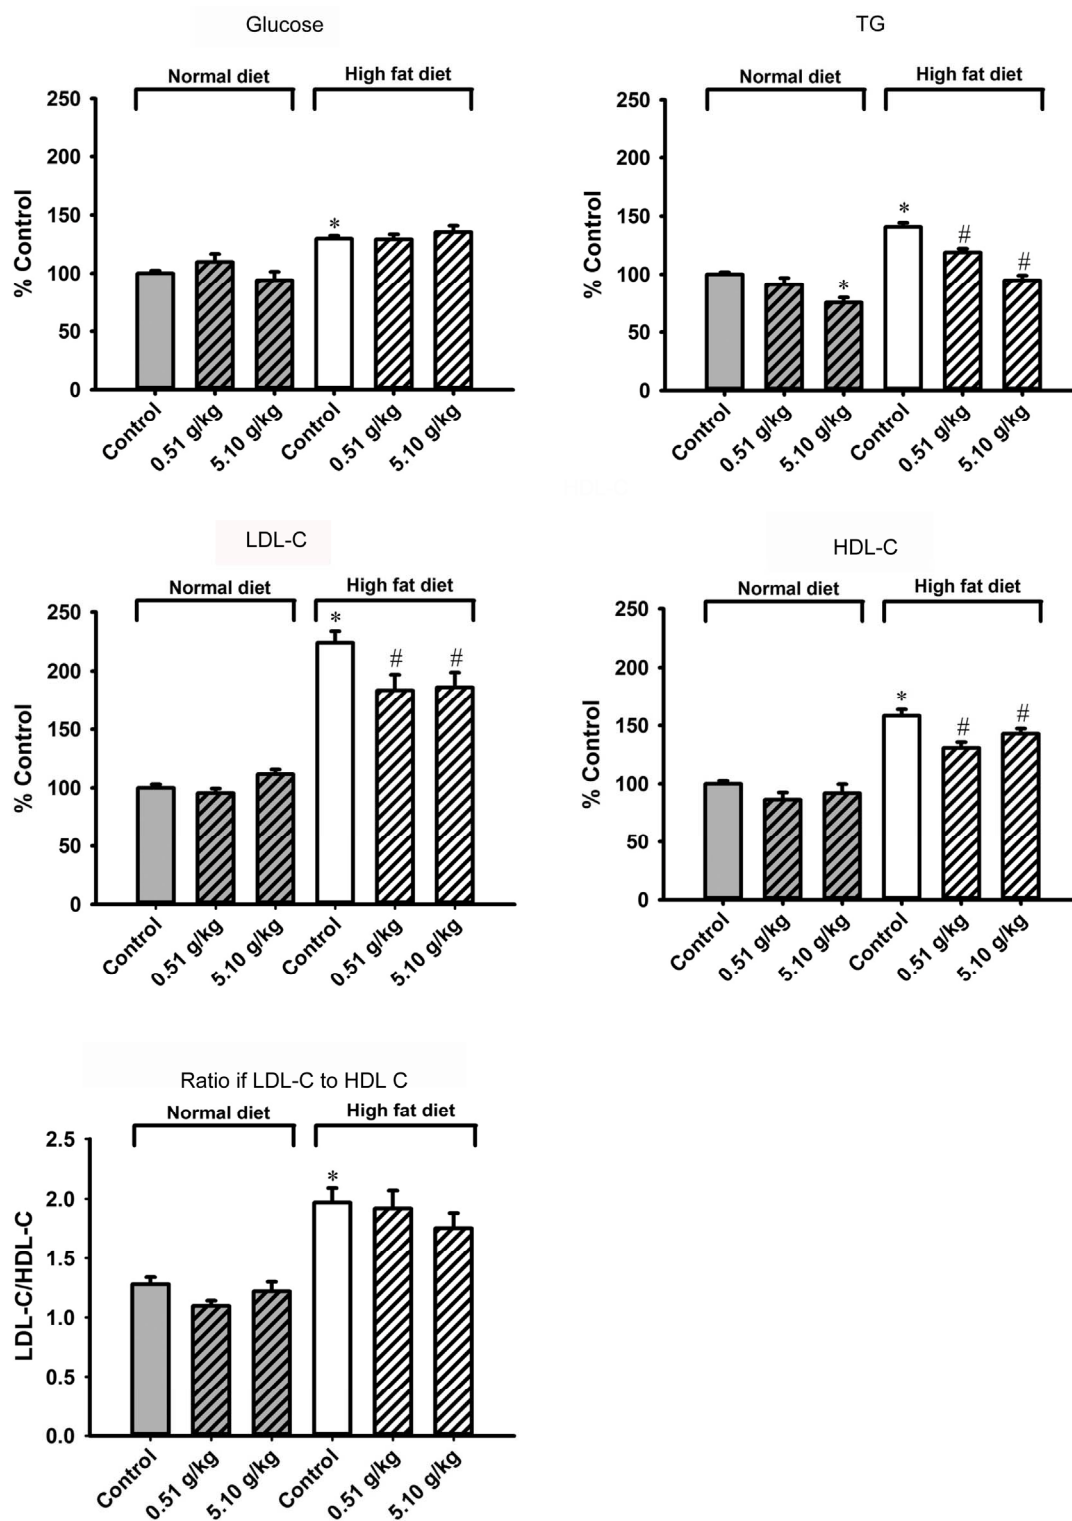 Glucose
Normal diet
High fat diet
*
250
200
150
100
50
0
% Control
Control
0.51 g/kg
5.10 g/kg
Control
0.51 g/kg
5.10 g/kg
TG
Normal diet
High fat diet
*
*
#
#
250
200
150
100
50
0
% Control
Control
0.51 g/kg
5.10 g/kg
Control
0.51 g/kg
5.10 g/kg
LDL-C
Normal diet
High fat diet
*
#
#
250
200
150
100
50
0
% Control
Control
0.51 g/kg
5.10 g/kg
Control
0.51 g/kg
5.10 g/kg
HDL-C
Normal diet
High fat diet
*
#
#
250
200
150
100
50
0
% Control
Control
0.51 g/kg
5.10 g/kg
Control
0.51 g/kg
5.10 g/kg
Ratio if LDL-C to HDL C
Normal diet
High fat diet
*
2.5
2.0
1.5
1.0
0.5
0.0
LDL-C/HDL-C
Control
0.51 g/kg
5.10 g/kg
Control
0.51 g/kg
5.10 g/kg